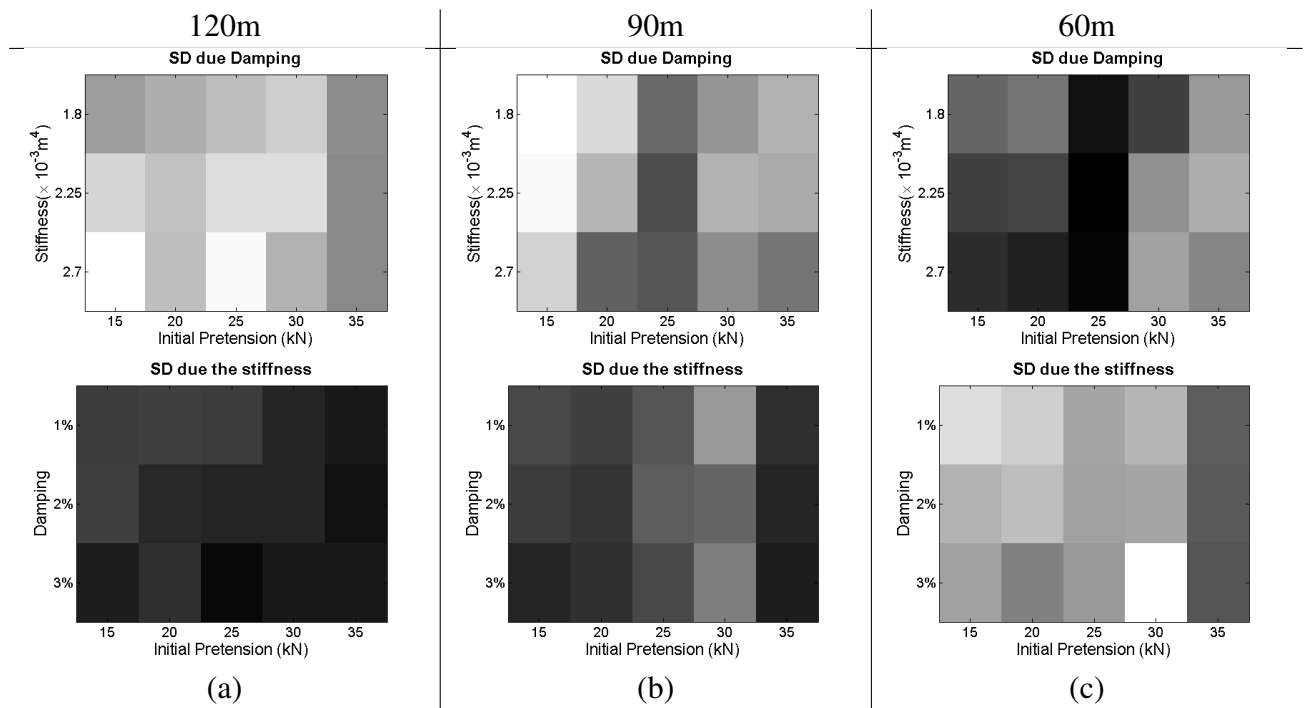 120m
90m
60m
SD due Damping
SD due Damping
SD due Damping
Stiffness(× 10⁻³m⁴)
1.8
2.25
2.7
15 20 25 30 35
Initial Pretension (kN)
Stiffness(× 10⁻³m⁴)
1.8
2.25
2.7
15 20 25 30 35
Initial Pretension (kN)
Stiffness(× 10⁻³m⁴)
1.8
2.25
2.7
15 20 25 30 35
Initial Pretension (kN)
SD due the stiffness
SD due the stiffness
SD due the stiffness
Damping
1%
2%
3%
15 20 25 30 35
Initial Pretension (kN)
Damping
1%
2%
3%
15 20 25 30 35
Initial Pretension (kN)
Damping
1%
2%
3%
15 20 25 30 35
Initial Pretension (kN)
(a)
(b)
(c)